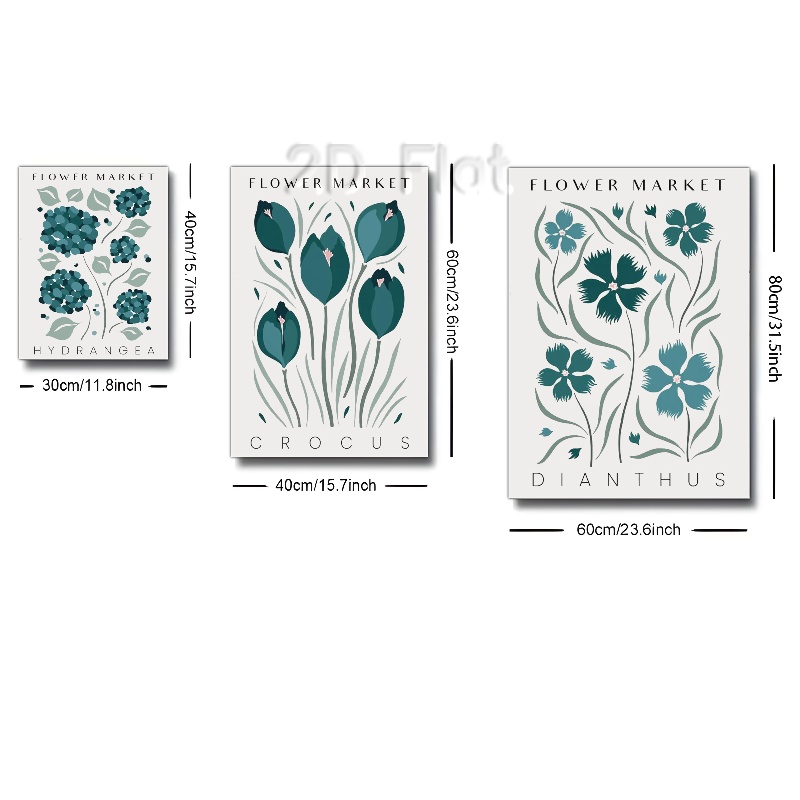 2D Flat
FLOWER MARKET
HYDRANGEA
40cm/15.7inch
30cm/11.8inch
FLOWER MARKET
CROCUS
60cm/23.6inch
40cm/15.7inch
FLOWER MARKET
DIANTHUS
80cm/31.5inch
60cm/23.6inch